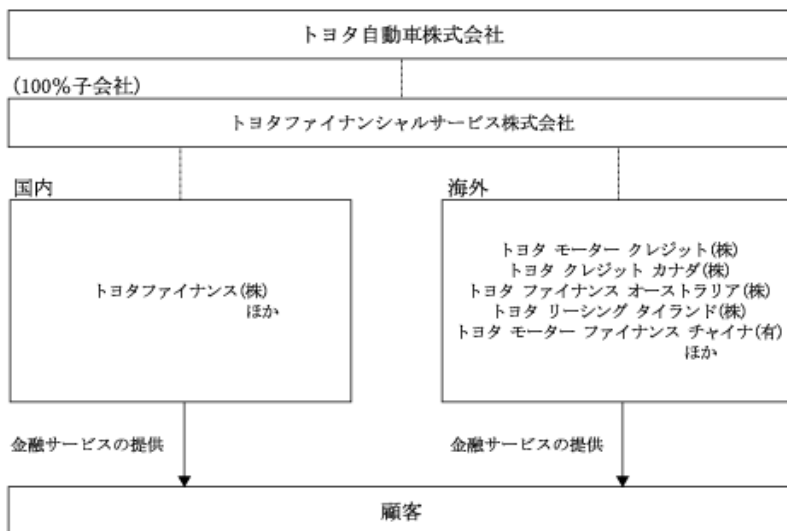 トヨタ自動車株式会社
(100%子会社)
トヨタファイナンシャルサービス株式会社
国内
トヨタファイナンス(株)
ほか
海外
トヨタ モーター クレジット(株)
トヨタ クレジット カナダ(株)
トヨタ ファイナンス オーストラリア(株)
トヨタ リーシング タイランド(株)
トヨタ モーター ファイナンス チャイナ(有)
ほか
金融サービスの提供
金融サービスの提供
顧客